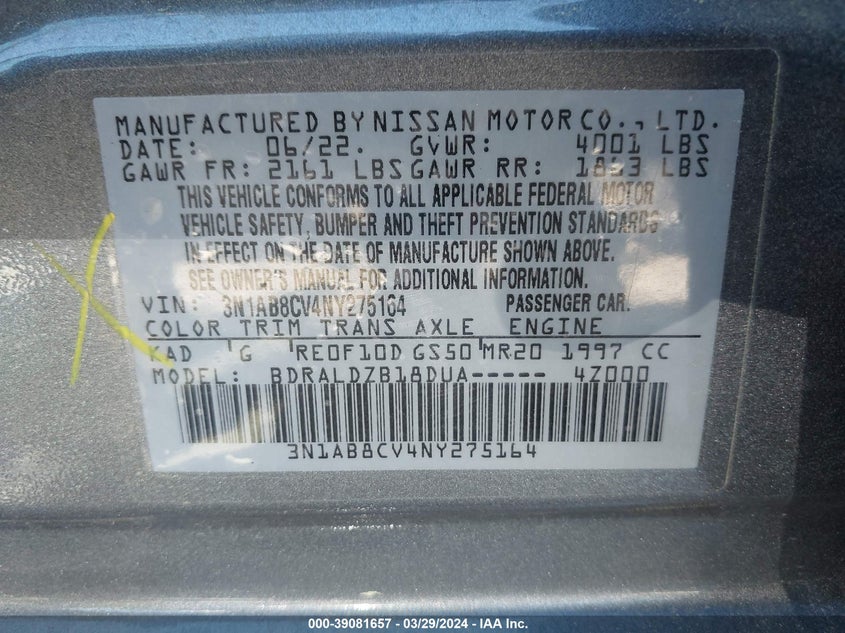 MANUFACTURED BY NISSAN MOTOR CO., LTD.
DATE: 06/22. GVWR: 4001 LBS
GAWR FR: 2161 LBS GAWR RR: 1863 LBS
THIS VEHICLE CONFORMS TO ALL APPLICABLE FEDERAL MOTOR
VEHICLE SAFETY, BUMPER AND THEFT PREVENTION STANDARDS
IN EFFECT ON THE DATE OF MANUFACTURE SHOWN ABOVE.
SEE OWNER'S MANUAL FOR ADDITIONAL INFORMATION.
VIN: 3N1AB8CV4NY275164 PASSENGER CAR.
COLOR TRIM TRANS AXLE ENGINE
KAD G RE0F10D GS50 MR20 1997 CC
MODEL: BDRALDZB18DUA----- 4Z000
3N1AB8CV4NY275164
000-39081657 - 03/29/2024 - IAA Inc.